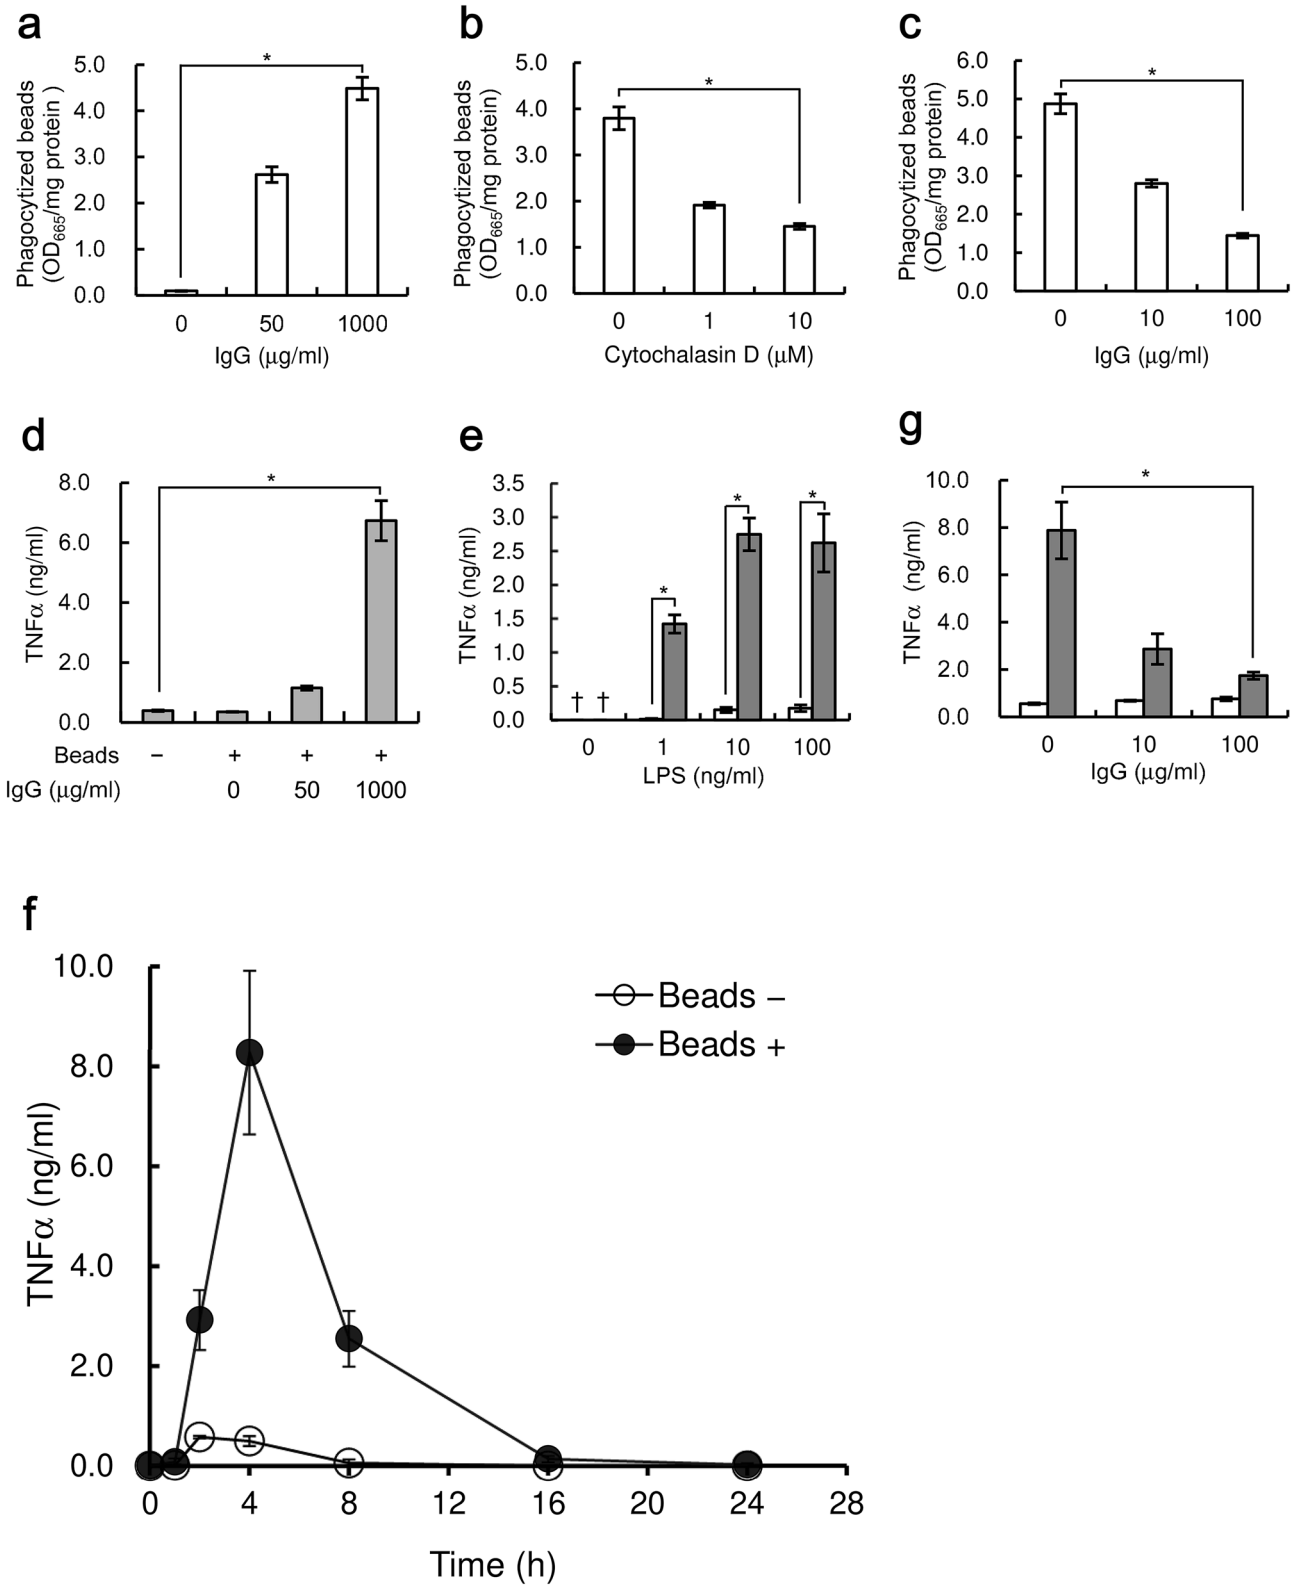 a
*
5.0
4.0
3.0
2.0
1.0
0.0
Phagocytized beads
(OD665/mg protein )
0 50 1000
IgG (μg/ml)
b
*
5.0
4.0
3.0
2.0
1.0
0.0
Phagocytized beads
(OD665/mg protein)
0 1 10
Cytochalasin D (μM)
c
*
6.0
5.0
4.0
3.0
2.0
1.0
0.0
Phagocytized beads
(OD665/mg protein)
0 10 100
IgG (μg/ml)
d
*
8.0
6.0
4.0
2.0
0.0
TNFα (ng/ml)
Beads – + + +
IgG (μg/ml) 0 50 1000
e
* * *
3.5
3.0
2.5
2.0
1.5
1.0
0.5
0.0
TNFα (ng/ml)
† †
0 1 10 100
LPS (ng/ml)
g
*
10.0
8.0
6.0
4.0
2.0
0.0
TNFα (ng/ml)
0 10 100
IgG (μg/ml)
f
10.0
8.0
6.0
4.0
2.0
0.0
TNFα (ng/ml)
Beads –
Beads +
0 4 8 12 16 20 24 28
Time (h)